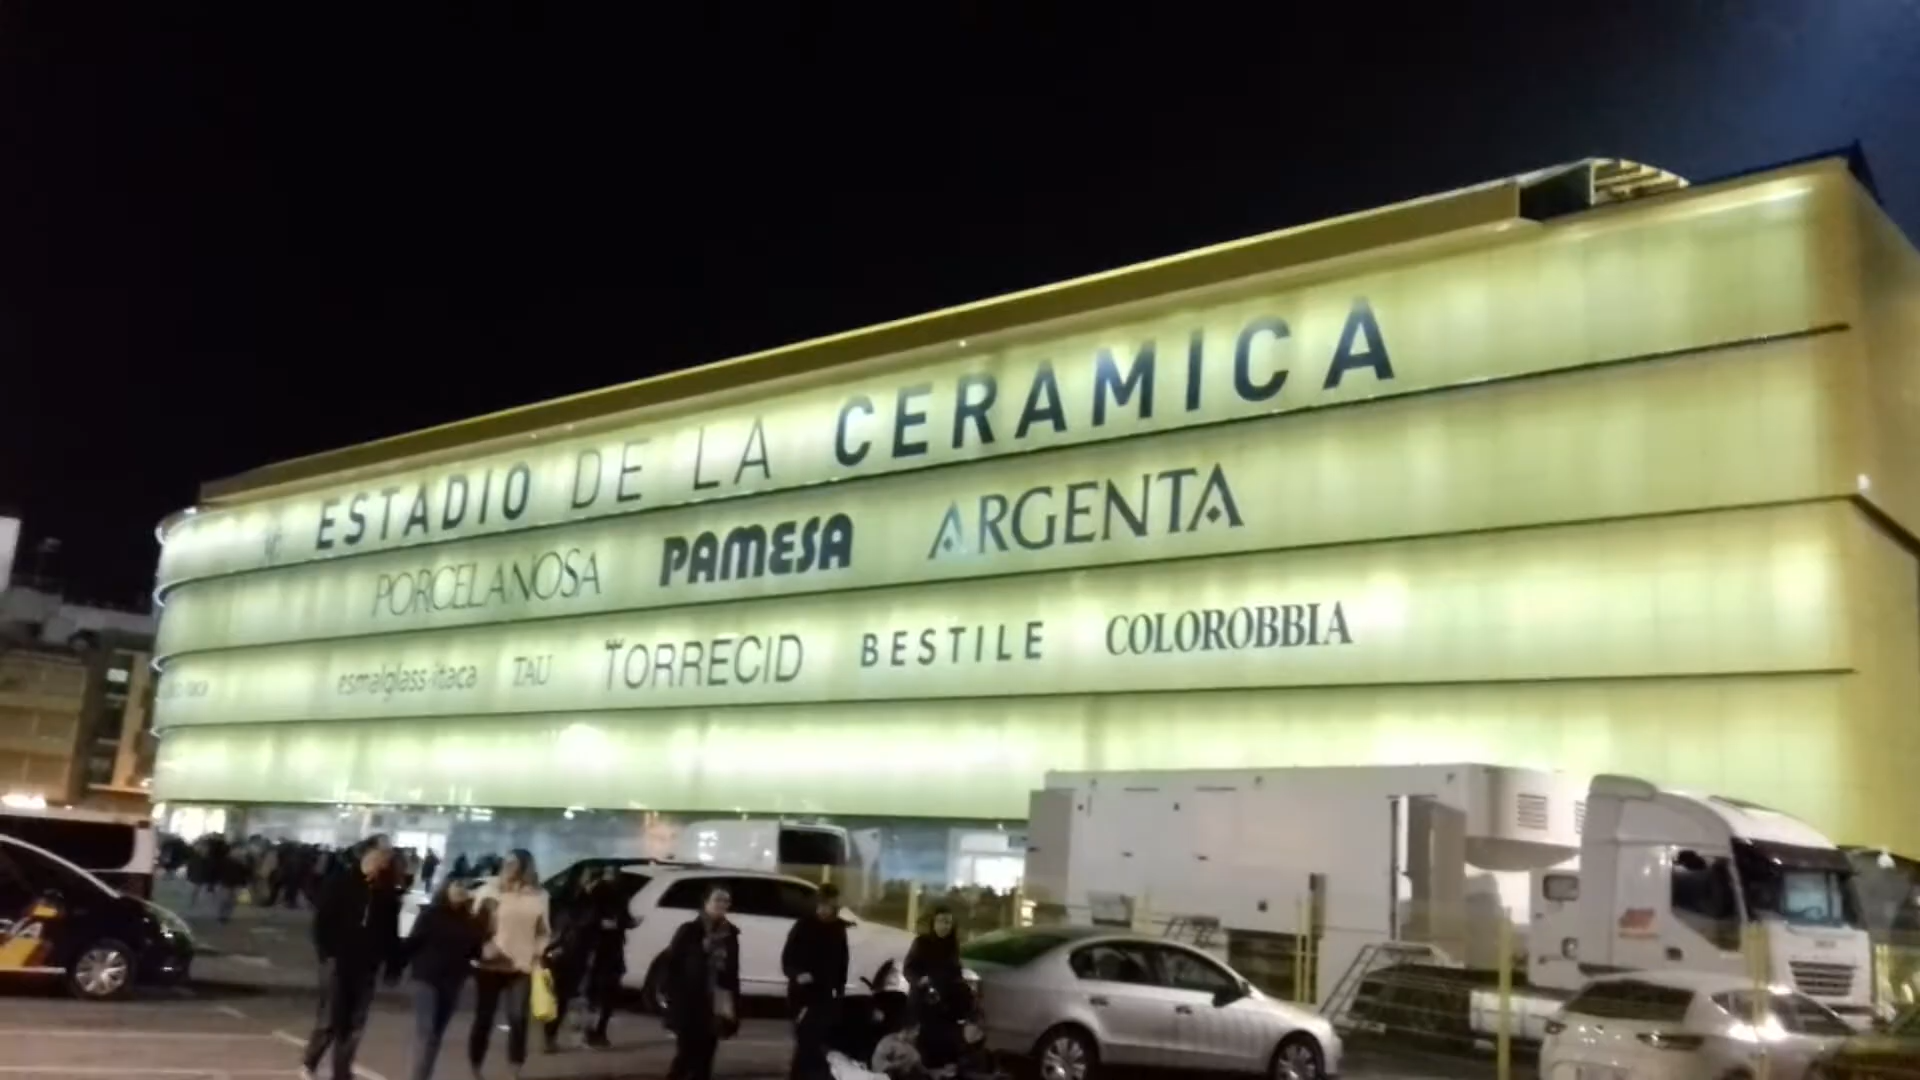 ESTADIO DE LA CERAMICA
PORCELANOSA PAMESA ARGENTA
esmalglass·itaca TAU TORRECID BESTILE COLOROBBIA